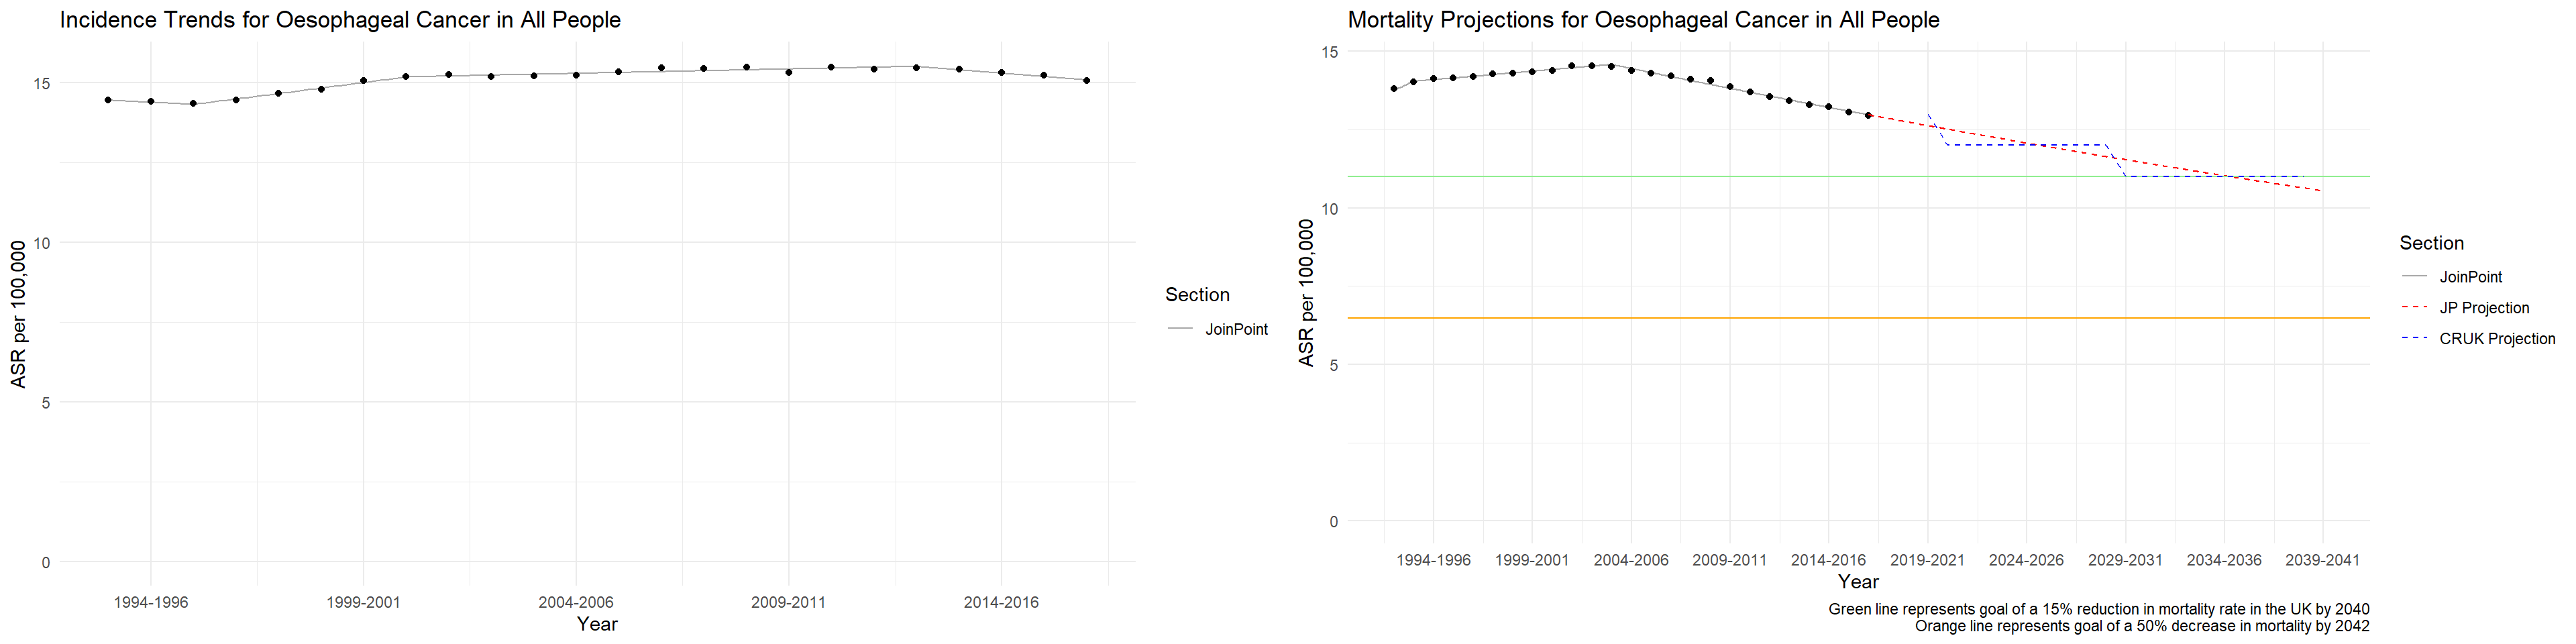 Incidence Trends for Oesophageal Cancer in All People
15
10
5
0
ASR per 100,000
1994-1996 1999-2001 2004-2006 2009-2011 2014-2016
Year
Section
JoinPoint
Mortality Projections for Oesophageal Cancer in All People
15
10
5
0
ASR per 100,000
1994-1996 1999-2001 2004-2006 2009-2011 2014-2016 2019-2021 2024-2026 2029-2031 2034-2036 2039-2041
Year
Section
JoinPoint
JP Projection
CRUK Projection
Green line represents goal of a 15% reduction in mortality rate in the UK by 2040
Orange line represents goal of a 50% decrease in mortality by 2042